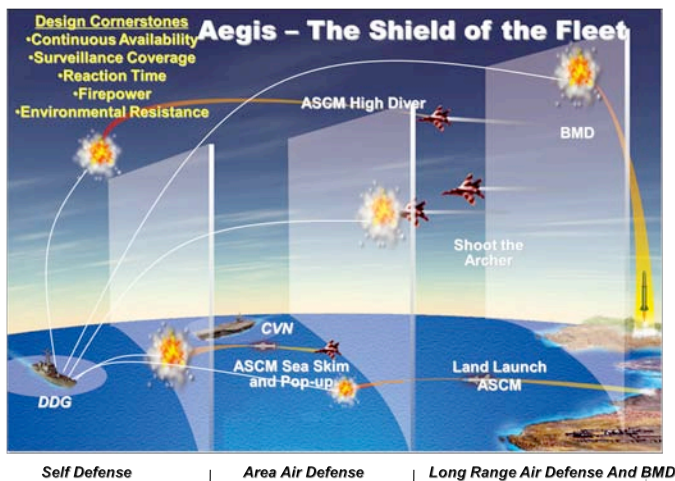 Design Cornerstones
•Continuous Availability
•Surveillance Coverage
•Reaction Time
•Firepower
•Environmental Resistance
Aegis – The Shield of the Fleet
ASCM High Diver
BMD
Shoot the
Archer
CVN
ASCM Sea Skim
and Pop-up
Land Launch
ASCM
DDG
Self Defense | Area Air Defense | Long Range Air Defense And BMD